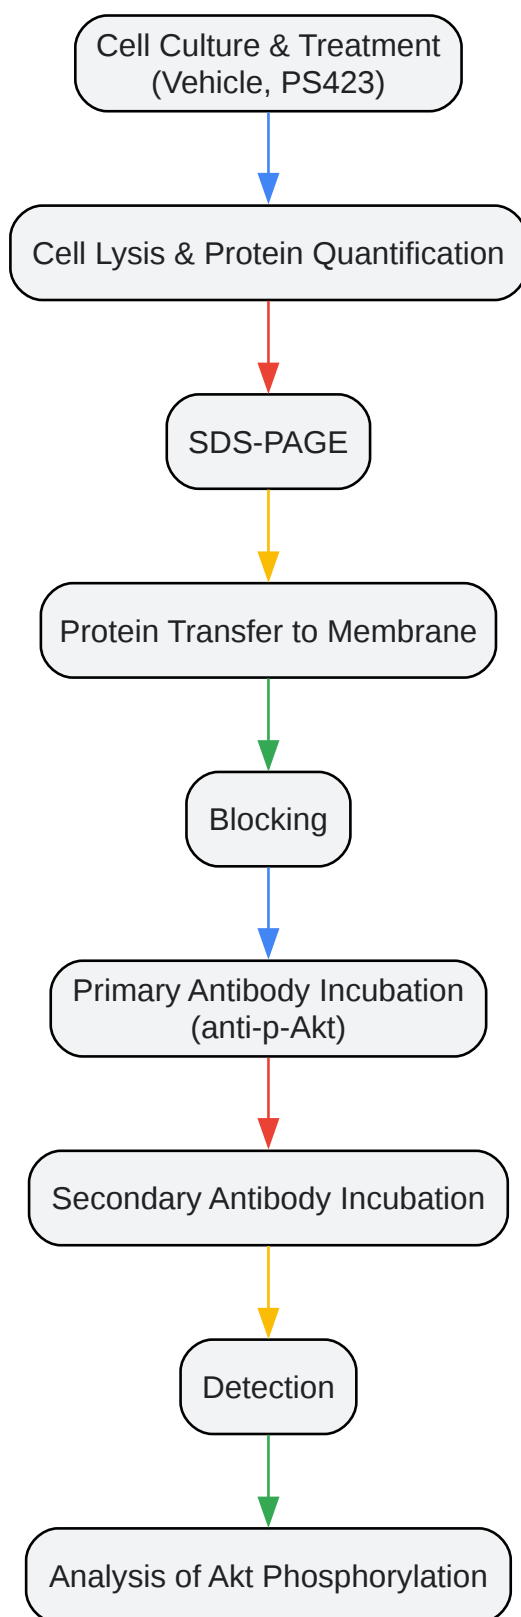 Cell Culture & Treatment
(Vehicle, PS423)
Cell Lysis & Protein Quantification
SDS-PAGE
Protein Transfer to Membrane
Blocking
Primary Antibody Incubation
(anti-p-Akt)
Secondary Antibody Incubation
Detection
Analysis of Akt Phosphorylation